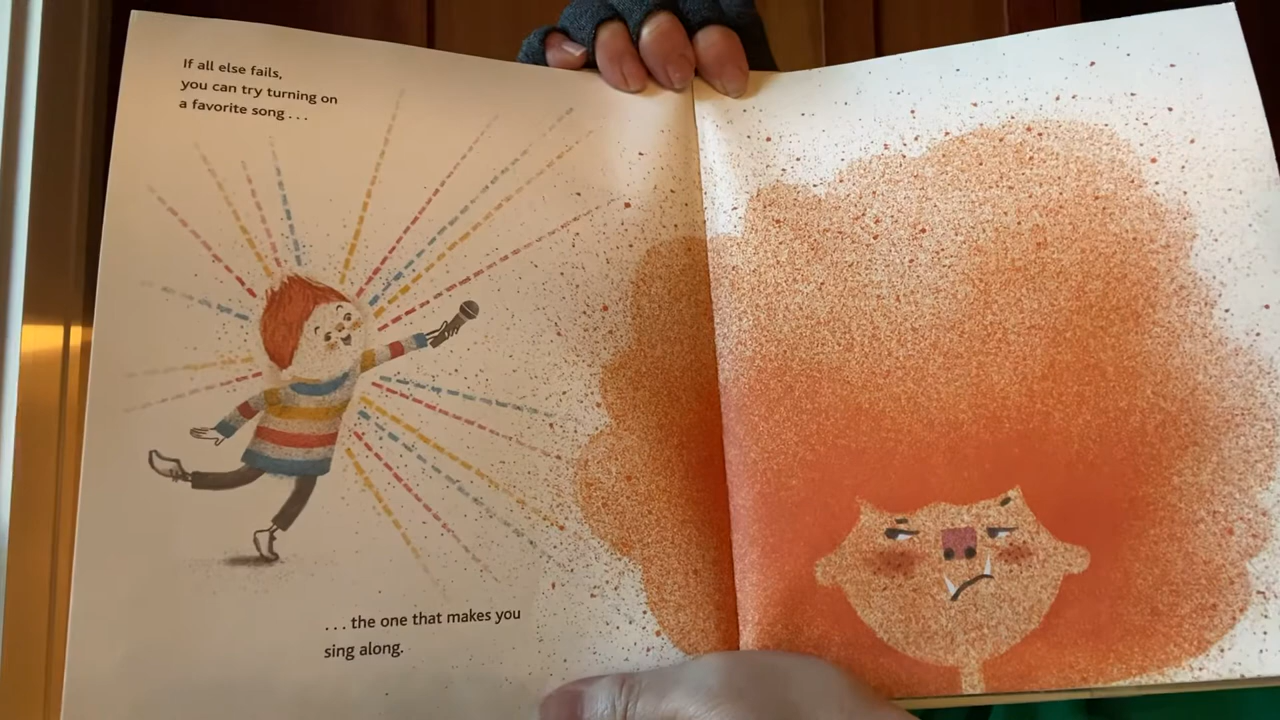 If all else fails,
you can try turning on
a favorite song . . .
. . . the one that makes you
sing along.